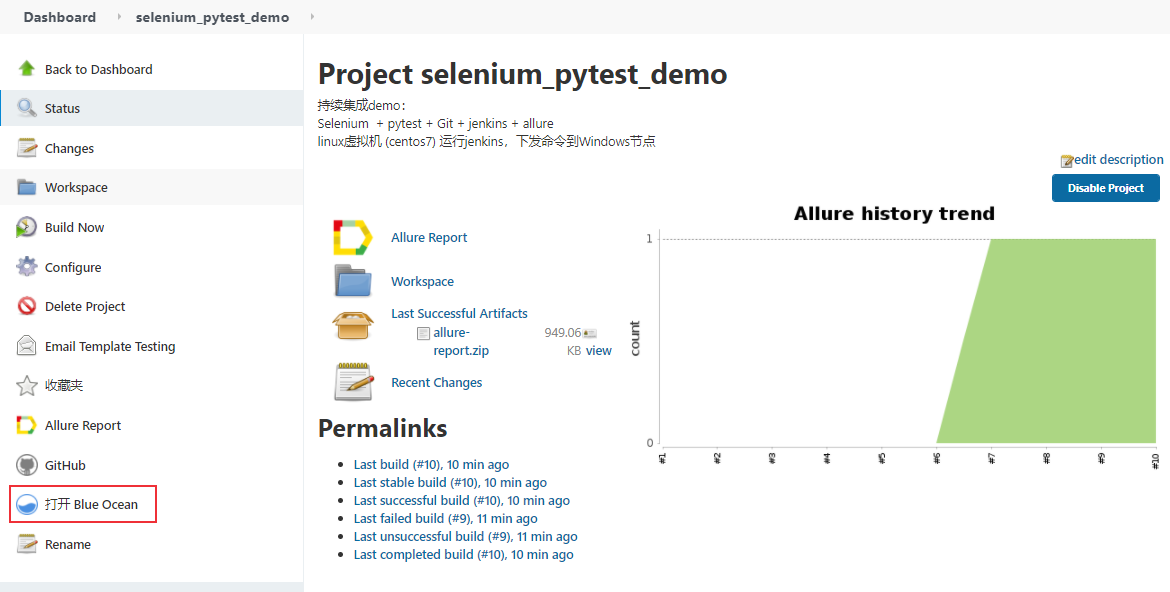 Dashboard selenium_pytest_demo
Back to Dashboard
Status
Changes
Workspace
Build Now
Configure
Delete Project
Email Template Testing
收藏夹
Allure Report
GitHub
打开 Blue Ocean
Rename
Project selenium_pytest_demo
持续集成demo：
Selenium + pytest + Git + jenkins + allure
linux虚拟机 (centos7) 运行jenkins，下发命令到Windows节点
edit description
Disable Project
Allure Report
Workspace
Last Successful Artifacts
allure-
report.zip
949.06
KB view
Recent Changes
Allure history trend
count
1
0
#1 #2 #3 #4 #5 #6 #7 #8 #9 #10
Permalinks
Last build (#10), 10 min ago
Last stable build (#10), 10 min ago
Last successful build (#10), 10 min ago
Last failed build (#9), 11 min ago
Last unsuccessful build (#9), 11 min ago
Last completed build (#10), 10 min ago